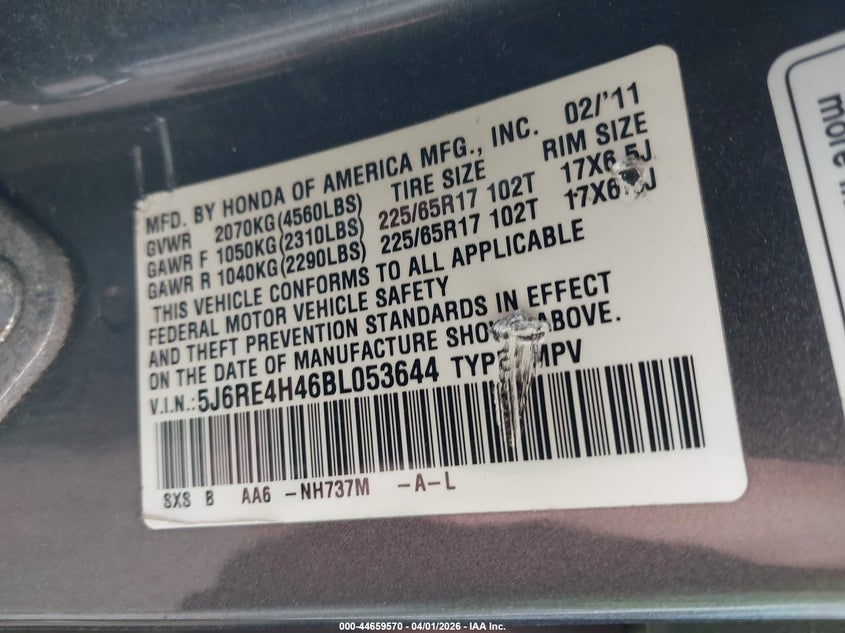 MFD. BY HONDA OF AMERICA MFG., INC. 02/'11
GVWR 2070KG(4560LBS) TIRE SIZE RIM SIZE
GAWR F 1050KG(2310LBS) 225/65R17 102T 17X6.5J
GAWR R 1040KG(2290LBS) 225/65R17 102T
THIS VEHICLE CONFORMS TO ALL APPLICABLE
FEDERAL MOTOR VEHICLE SAFETY
AND THEFT PREVENTION STANDARDS IN EFFECT
ON THE DATE OF MANUFACTURE ABOVE.
V.I.N.:5J6RE4H46BL053644 MPV
SXS B AA6 -NH737M -A-L
more
000-44659570 - 04/01/2026 - IAA Inc.